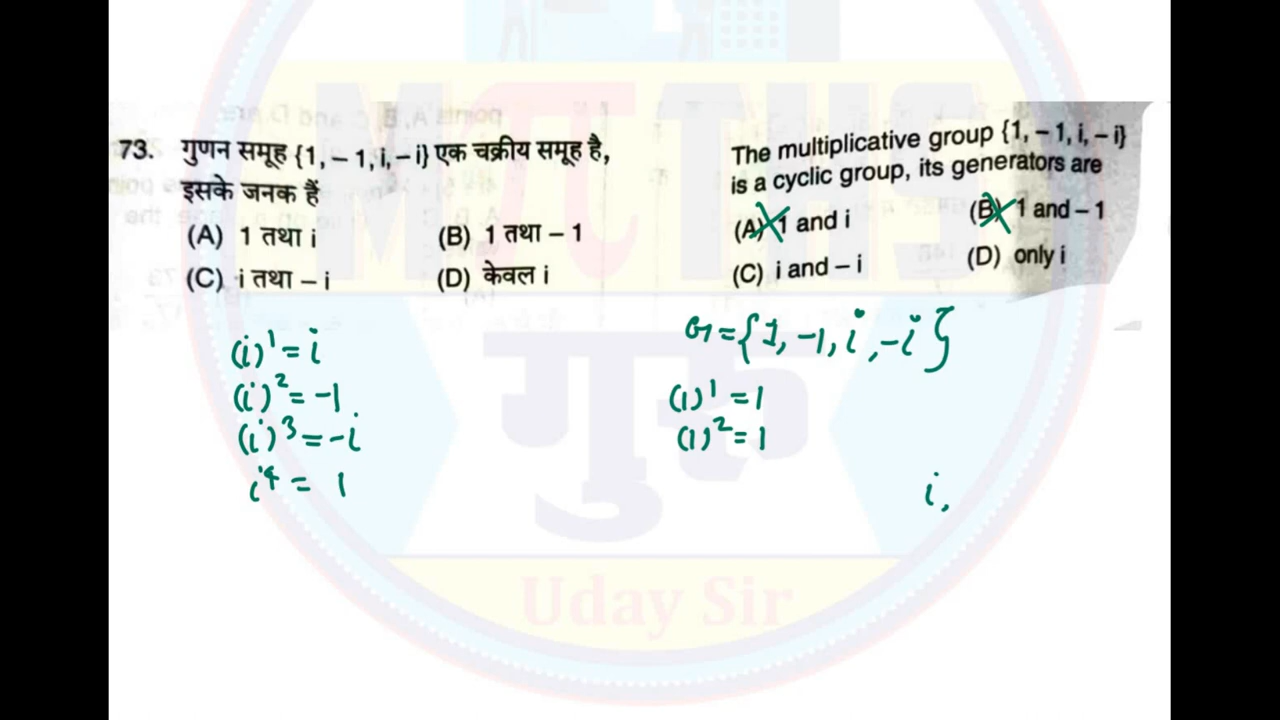 73. गुणन समूह {1, – 1, i, – i} एक चक्रीय समूह है,
इसके जनक हैं
(A) 1 तथा i (B) 1 तथा – 1
(C) i तथा – i (D) केवल i
The multiplicative group {1, – 1, i, – i}
is a cyclic group, its generators are
(A) 1 and i (B) 1 and – 1
(C) i and – i (D) only i
(i)¹ = i
(i)² = -1
(i)³ = -i
i⁴ = 1
G = {1, -1, i, -i}
(1)¹ = 1
(1)² = 1
i,
MATHS
गुरु
Uday Sir